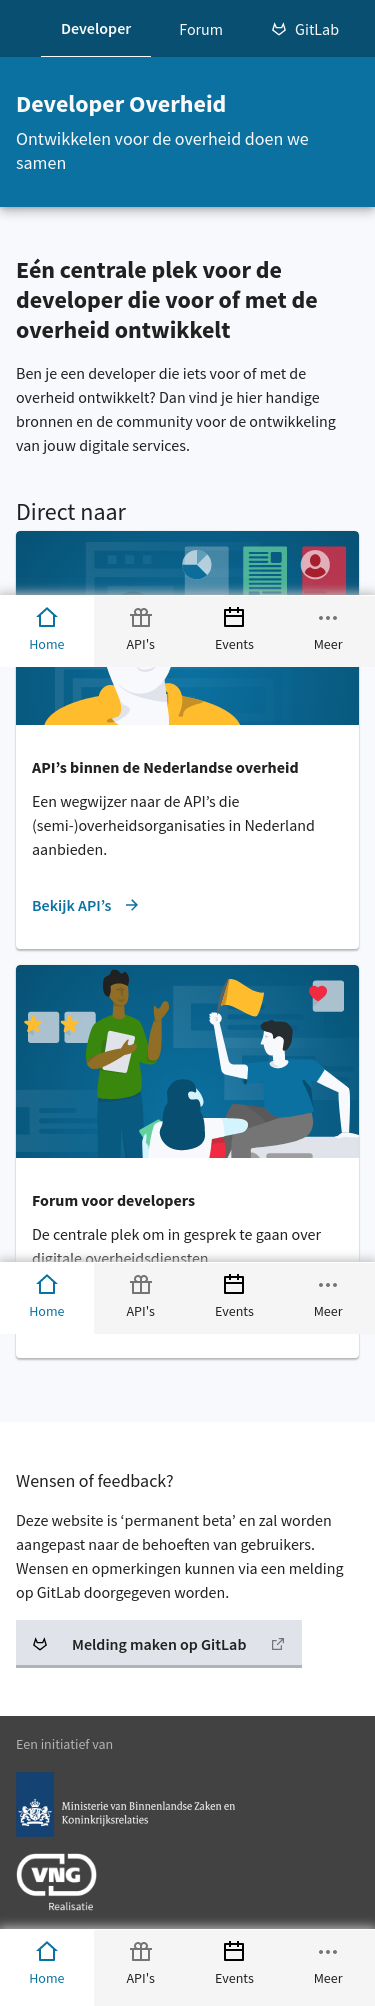 Developer
Forum
GitLab
Developer Overheid
Ontwikkelen voor de overheid doen we
samen
Eén centrale plek voor de
developer die voor of met de
overheid ontwikkelt
Ben je een developer die iets voor of met de
overheid ontwikkelt? Dan vind je hier handige
bronnen en de community voor de ontwikkeling
van jouw digitale services.
Direct naar
Home
API's
Events
Meer
API’s binnen de Nederlandse overheid
Een wegwijzer naar de API’s die
(semi-)overheidsorganisaties in Nederland
aanbieden.
Bekijk API’s
Forum voor developers
De centrale plek om in gesprek te gaan over
digitale overheidsdiensten
Home
API's
Events
Meer
Wensen of feedback?
Deze website is ‘permanent beta’ en zal worden
aangepast naar de behoeften van gebruikers.
Wensen en opmerkingen kunnen via een melding
op GitLab doorgegeven worden.
Melding maken op GitLab
Een initiatief van
Ministerie van Binnenlandse Zaken en
Koninkrijksrelaties
VNG
Realisatie
Home
API's
Events
Meer